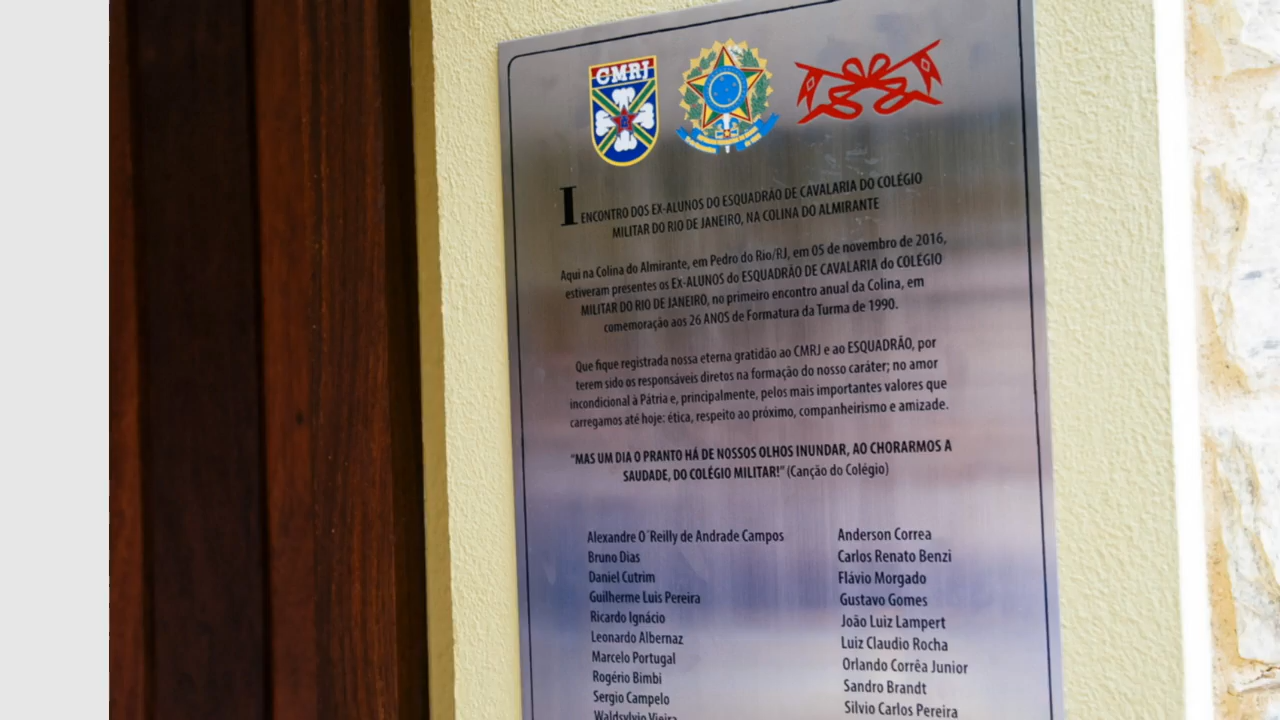 CMRJ
I ENCONTRO DOS EX-ALUNOS DO ESQUADRÃO DE CAVALARIA DO COLÉGIO
MILITAR DO RIO DE JANEIRO, NA COLINA DO ALMIRANTE
Aqui na Colina do Almirante, em Pedro do Rio/RJ, em 05 de novembro de 2016,
estiveram presentes os EX-ALUNOS do ESQUADRÃO DE CAVALARIA do COLÉGIO
MILITAR DO RIO DE JANEIRO, no primeiro encontro anual da Colina, em
comemoração aos 26 ANOS de Formatura da Turma de 1990.
Que fique registrada nossa eterna gratidão ao CMRJ e ao ESQUADRÃO, por
terem sido os responsáveis diretos na formação do nosso caráter; no amor
incondicional à Pátria e, principalmente, pelos mais importantes valores que
carregamos até hoje: ética, respeito ao próximo, companheirismo e amizade.
"MAS UM DIA O PRANTO HÁ DE NOSSOS OLHOS INUNDAR, AO CHORARMOS A
SAUDADE, DO COLÉGIO MILITAR!" (Canção do Colégio)
Alexandre O´Reilly de Andrade Campos
Bruno Dias
Daniel Cutrim
Guilherme Luis Pereira
Ricardo Ignácio
Leonardo Albernaz
Marcelo Portugal
Rogério Bimbi
Sergio Campelo
Waldsylvio Vieira
Anderson Correa
Carlos Renato Benzi
Flávio Morgado
Gustavo Gomes
João Luiz Lampert
Luiz Claudio Rocha
Orlando Corrêa Junior
Sandro Brandt
Silvio Carlos Pereira